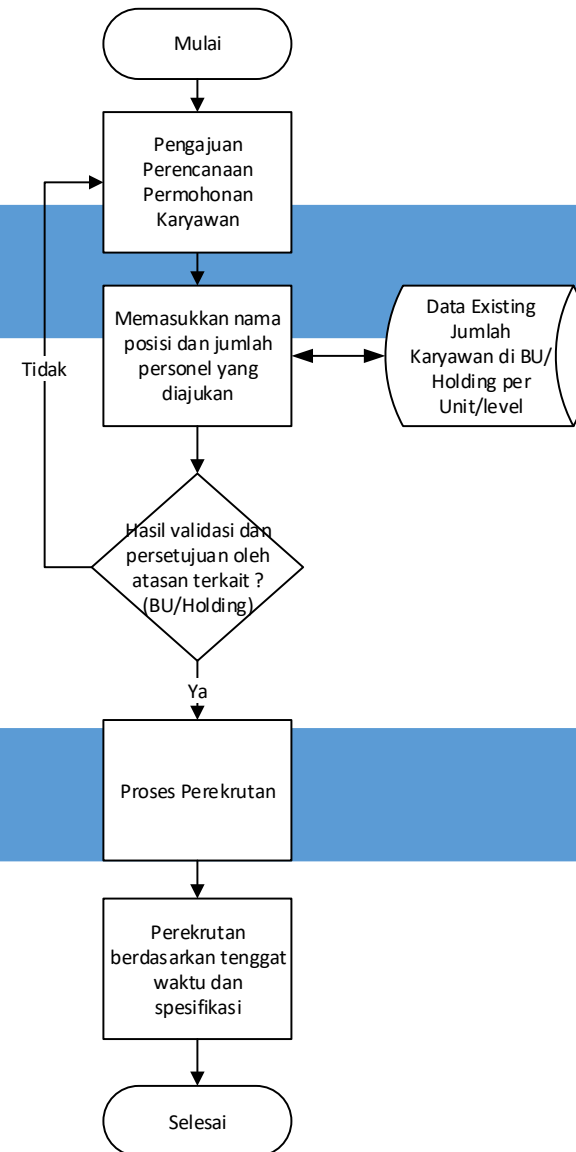 Mulai
Pengajuan
Perencanaan
Permohonan
Karyawan
Memasukkan nama
posisi dan jumlah
personel yang
diajukan
Data Existing
Jumlah
Karyawan di BU/
Holding per
Unit/level
Tidak
Hasil validasi dan
persetujuan oleh
atasan terkait ?
(BU/Holding)
Ya
Proses Perekrutan
Perekrutan
berdasarkan tenggat
waktu dan
spesifikasi
Selesai